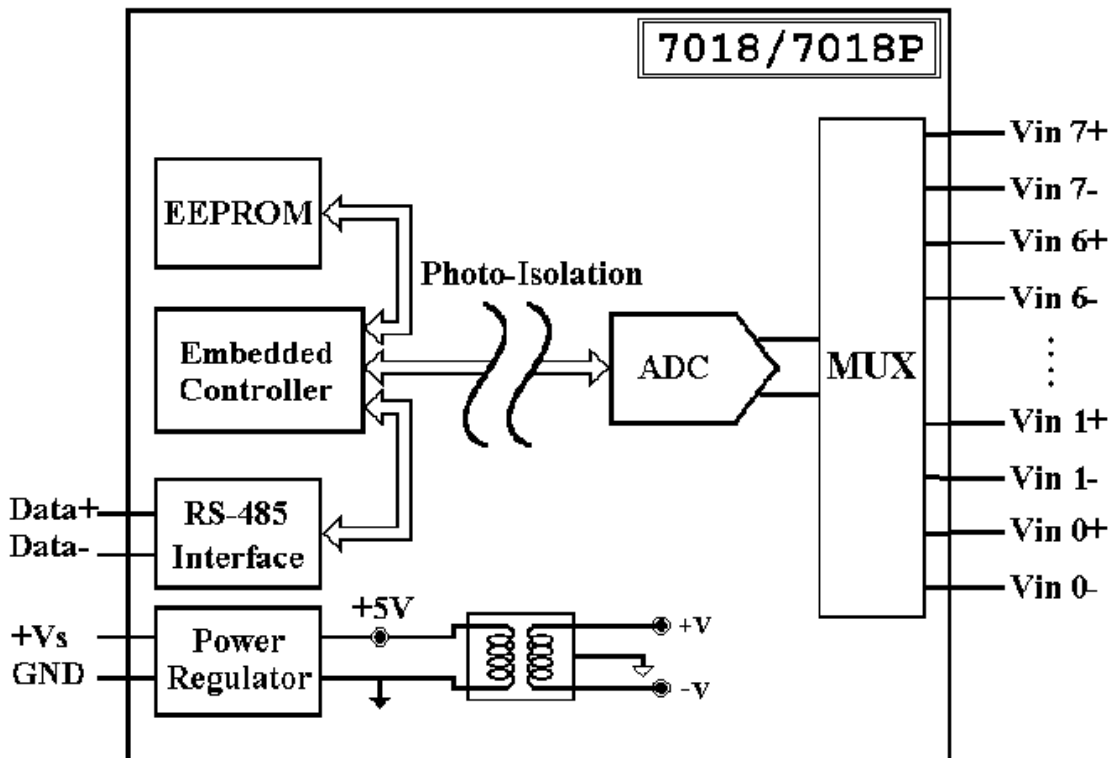 7018/7018P
EEPROM
Embedded
Controller
RS-485
Interface
Power
Regulator
Data+
Data-
+Vs
GND
Photo-Isolation
ADC
MUX
Vin 7+
Vin 7-
Vin 6+
Vin 6-
Vin 1+
Vin 1-
Vin 0+
Vin 0-
+5V
+V
-V